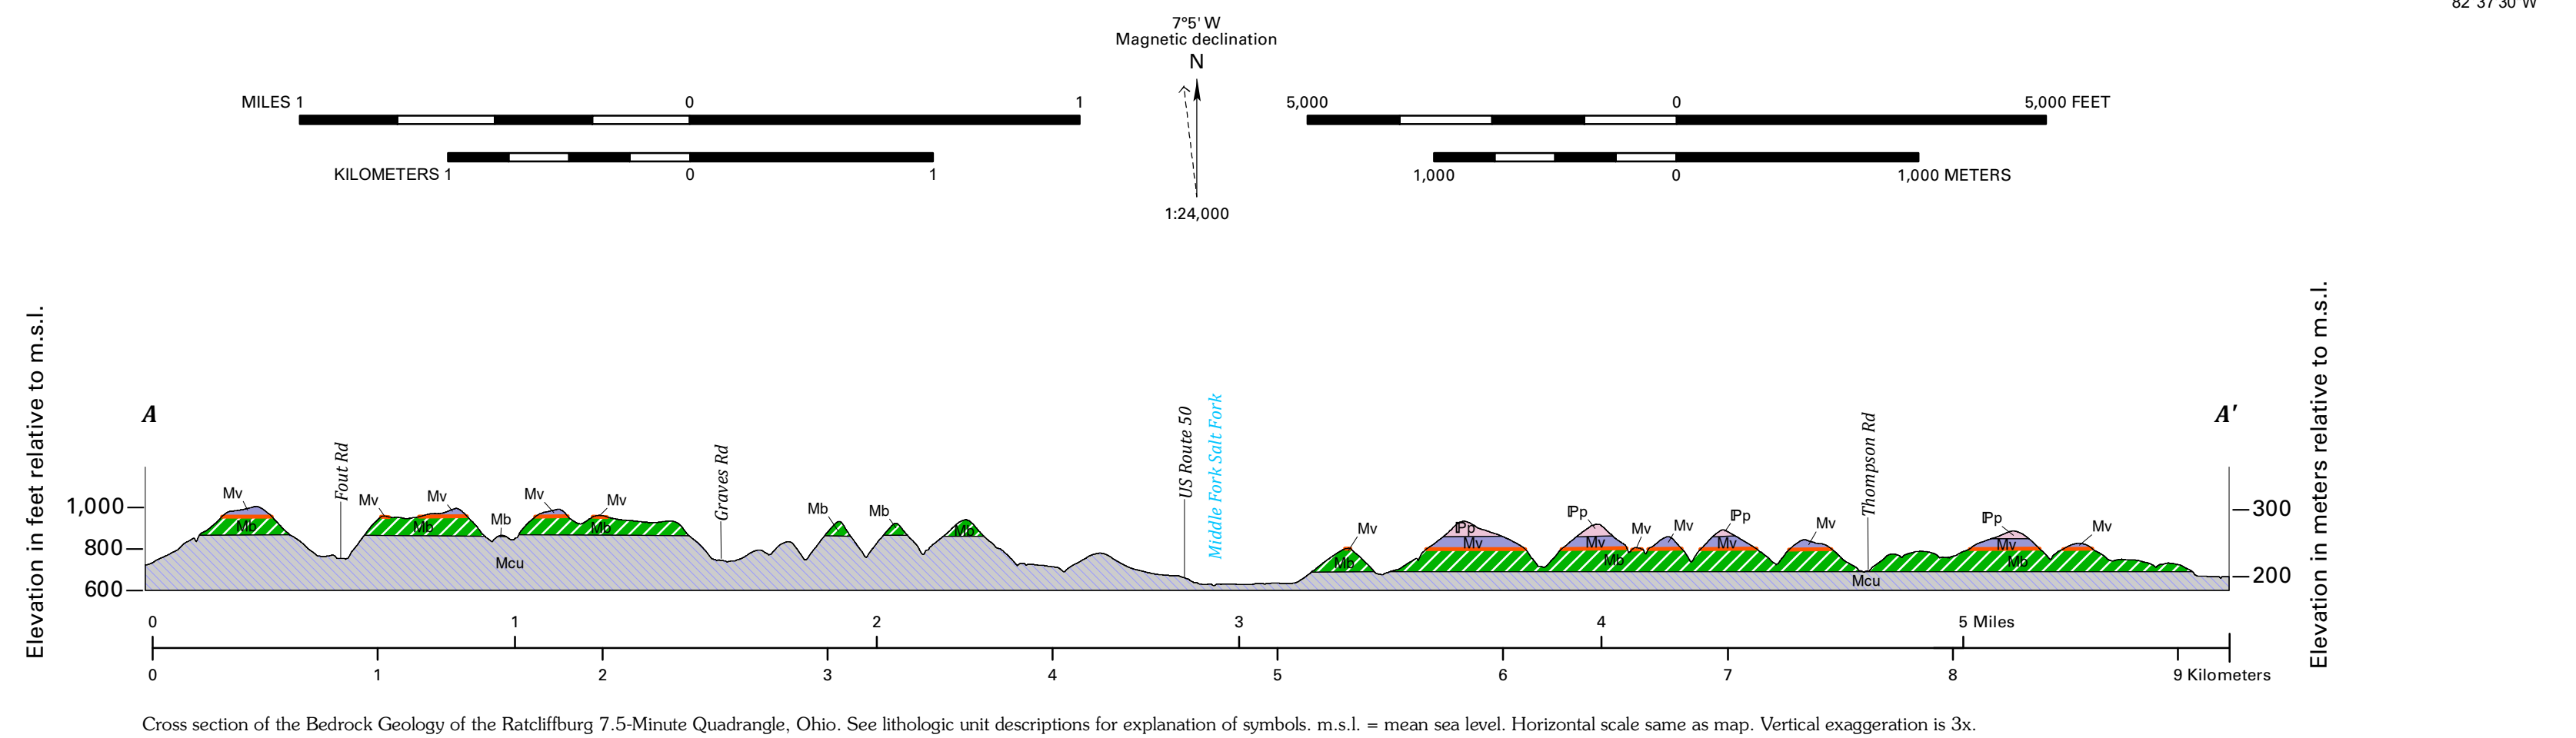 82°37'30"W
7°5' W
Magnetic declination
N
MILES 1 0 1
5,000 0 5,000 FEET
KILOMETERS 1 0 1
1,000 0 1,000 METERS
1:24,000
Elevation in feet relative to m.s.l.
Elevation in meters relative to m.s.l.
A
A'
Fout Rd
Graves Rd
US Route 50
Middle Fork Salt Fork
Thompson Rd
1,000
800
600
300
200
Mv
Mb
Mv
Mv
Mb
Mb
Mv
Mv
Mb
Mcu
Mb
Mb
Mb
Mv
Mb
ℙp
Mv
ℙp
Mv
Mb
Mv
Mv
ℙp
Mv
Mv
Mcu
ℙp
Mv
Mb
Mv
0 1 2 3 4 5 Miles
0 1 2 3 4 5 6 7 8 9 Kilometers
Cross section of the Bedrock Geology of the Ratcliffburg 7.5-Minute Quadrangle, Ohio. See lithologic unit descriptions for explanation of symbols. m.s.l. = mean sea level. Horizontal scale same as map. Vertical exaggeration is 3x.